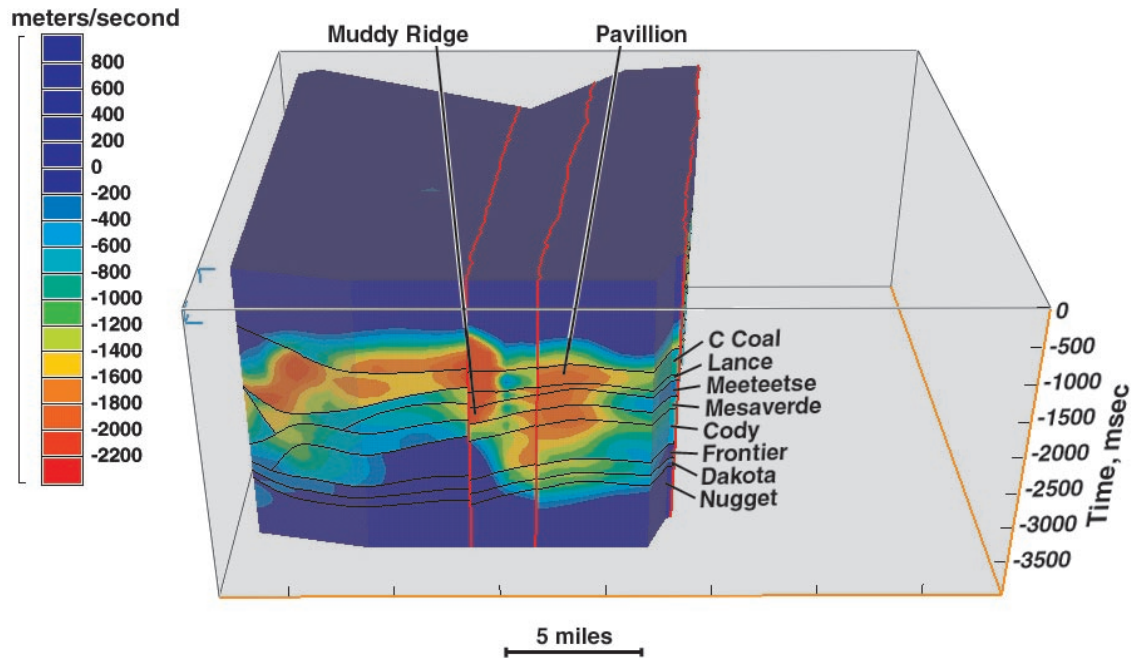 meters/second
800
600
400
200
0
-200
-400
-600
-800
-1000
-1200
-1400
-1600
-1800
-2000
-2200
Muddy Ridge
Pavillion
C Coal
Lance
Meeteetse
Mesaverde
Cody
Frontier
Dakota
Nugget
0
-500
-1000
-1500
-2000
-2500
-3000
-3500
Time, msec
5 miles